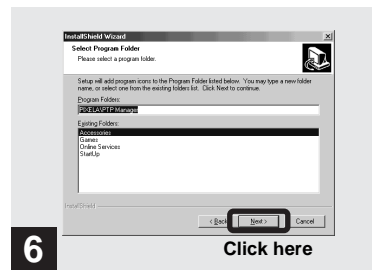 InstallShield Wizard
Select Program Folder
Please select a program folder.
Setup will add program icons to the Program Folder listed below. You may type a new folder
name, or select one from the existing folders list. Click Next to continue.
Program Folders:
PIXELA\PTP Manager
Existing Folders:
Accessories
Games
Online Services
StartUp
InstallShield
< Back Next > Cancel
6 Click here